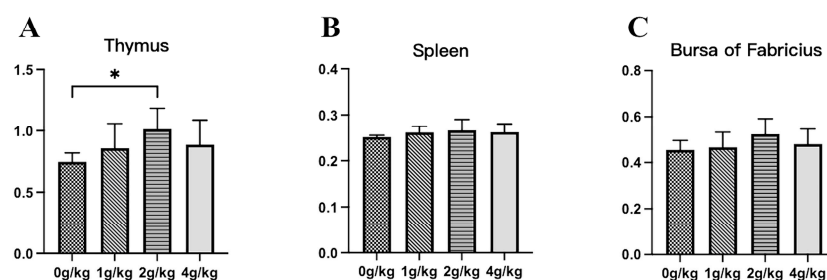 A
Thymus
1.5
1.0
0.5
0.0
*
0g/kg 1g/kg 2g/kg 4g/kg
B
Spleen
0.4
0.3
0.2
0.1
0.0
0g/kg 1g/kg 2g/kg 4g/kg
C
Bursa of Fabricius
0.8
0.6
0.4
0.2
0.0
0g/kg 1g/kg 2g/kg 4g/kg